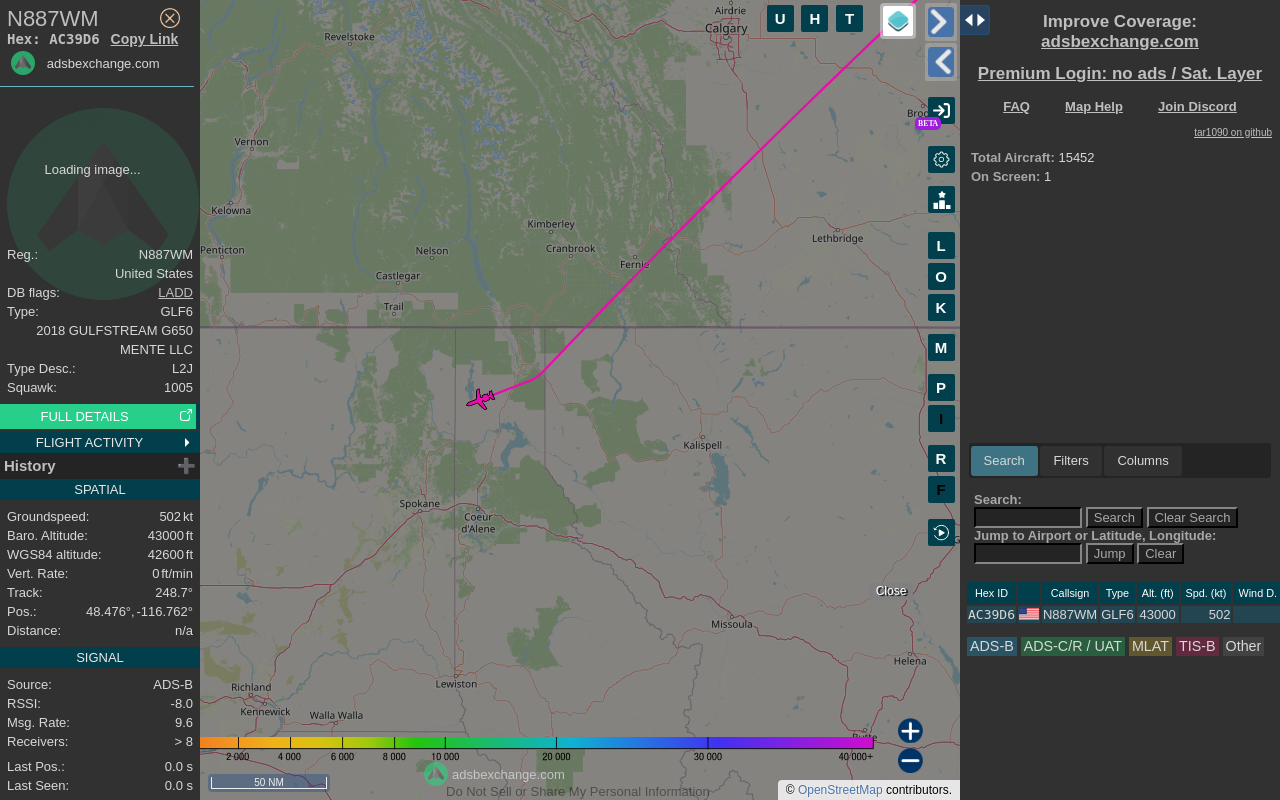 N887WM
Hex: AC39D6 Copy Link
adsbexchange.com
Loading image...
Reg.: N887WM
United States
DB flags: LADD
Type: GLF6
2018 GULFSTREAM G650
MENTE LLC
Type Desc.: L2J
Squawk: 1005
FULL DETAILS
FLIGHT ACTIVITY
History
SPATIAL
Groundspeed: 502 kt
Baro. Altitude: 43000 ft
WGS84 altitude: 42600 ft
Vert. Rate: 0 ft/min
Track: 248.7°
Pos.: 48.476°, -116.762°
Distance: n/a
SIGNAL
Source: ADS-B
RSSI: -8.0
Msg. Rate: 9.6
Receivers: > 8
Last Pos.: 0.0 s
Last Seen: 0.0 s
Airdrie
Calgary
Revelstoke
Vernon
Kelowna
Penticton
Kimberley
Cranbrook
Nelson
Castlegar
Trail
Fernie
Lethbridge
Kalispell
Spokane
Coeur
d'Alene
Missoula
Helena
Lewiston
Richland
Kennewick
Walla Walla
Butte
U H T
BETA
L
O
K
M
P
I
R
F
Close
2 000 4 000 6 000 8 000 10 000 20 000 30 000 40 000+
50 NM
adsbexchange.com
Do Not Sell or Share My Personal Information
© OpenStreetMap contributors.
Improve Coverage:
adsbexchange.com
Premium Login: no ads / Sat. Layer
FAQ Map Help Join Discord
tar1090 on github
Total Aircraft: 15452
On Screen: 1
Search Filters Columns
Search:
Search Clear Search
Jump to Airport or Latitude, Longitude:
Jump Clear
Hex ID Callsign Type Alt. (ft) Spd. (kt) Wind D.
AC39D6 N887WM GLF6 43000 502
ADS-B ADS-C/R / UAT MLAT TIS-B Other